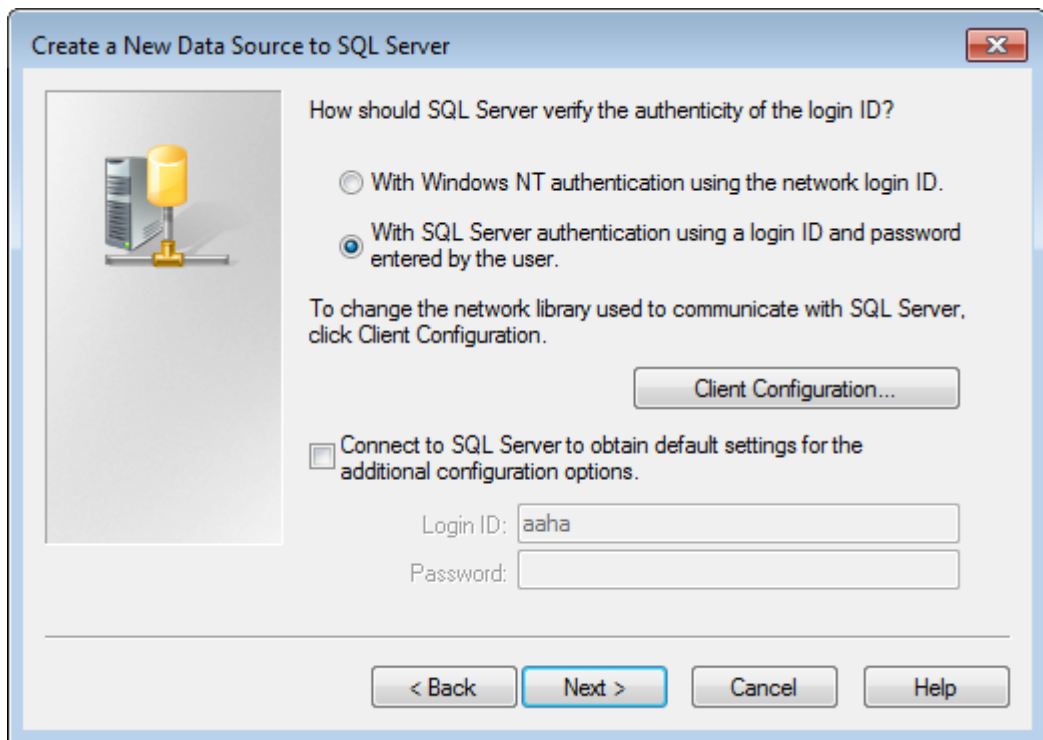 Create a New Data Source to SQL Server
How should SQL Server verify the authenticity of the login ID?
With Windows NT authentication using the network login ID.
With SQL Server authentication using a login ID and password
entered by the user.
To change the network library used to communicate with SQL Server,
click Client Configuration.
Client Configuration...
Connect to SQL Server to obtain default settings for the
additional configuration options.
Login ID: aaha
Password:
< Back Next > Cancel Help